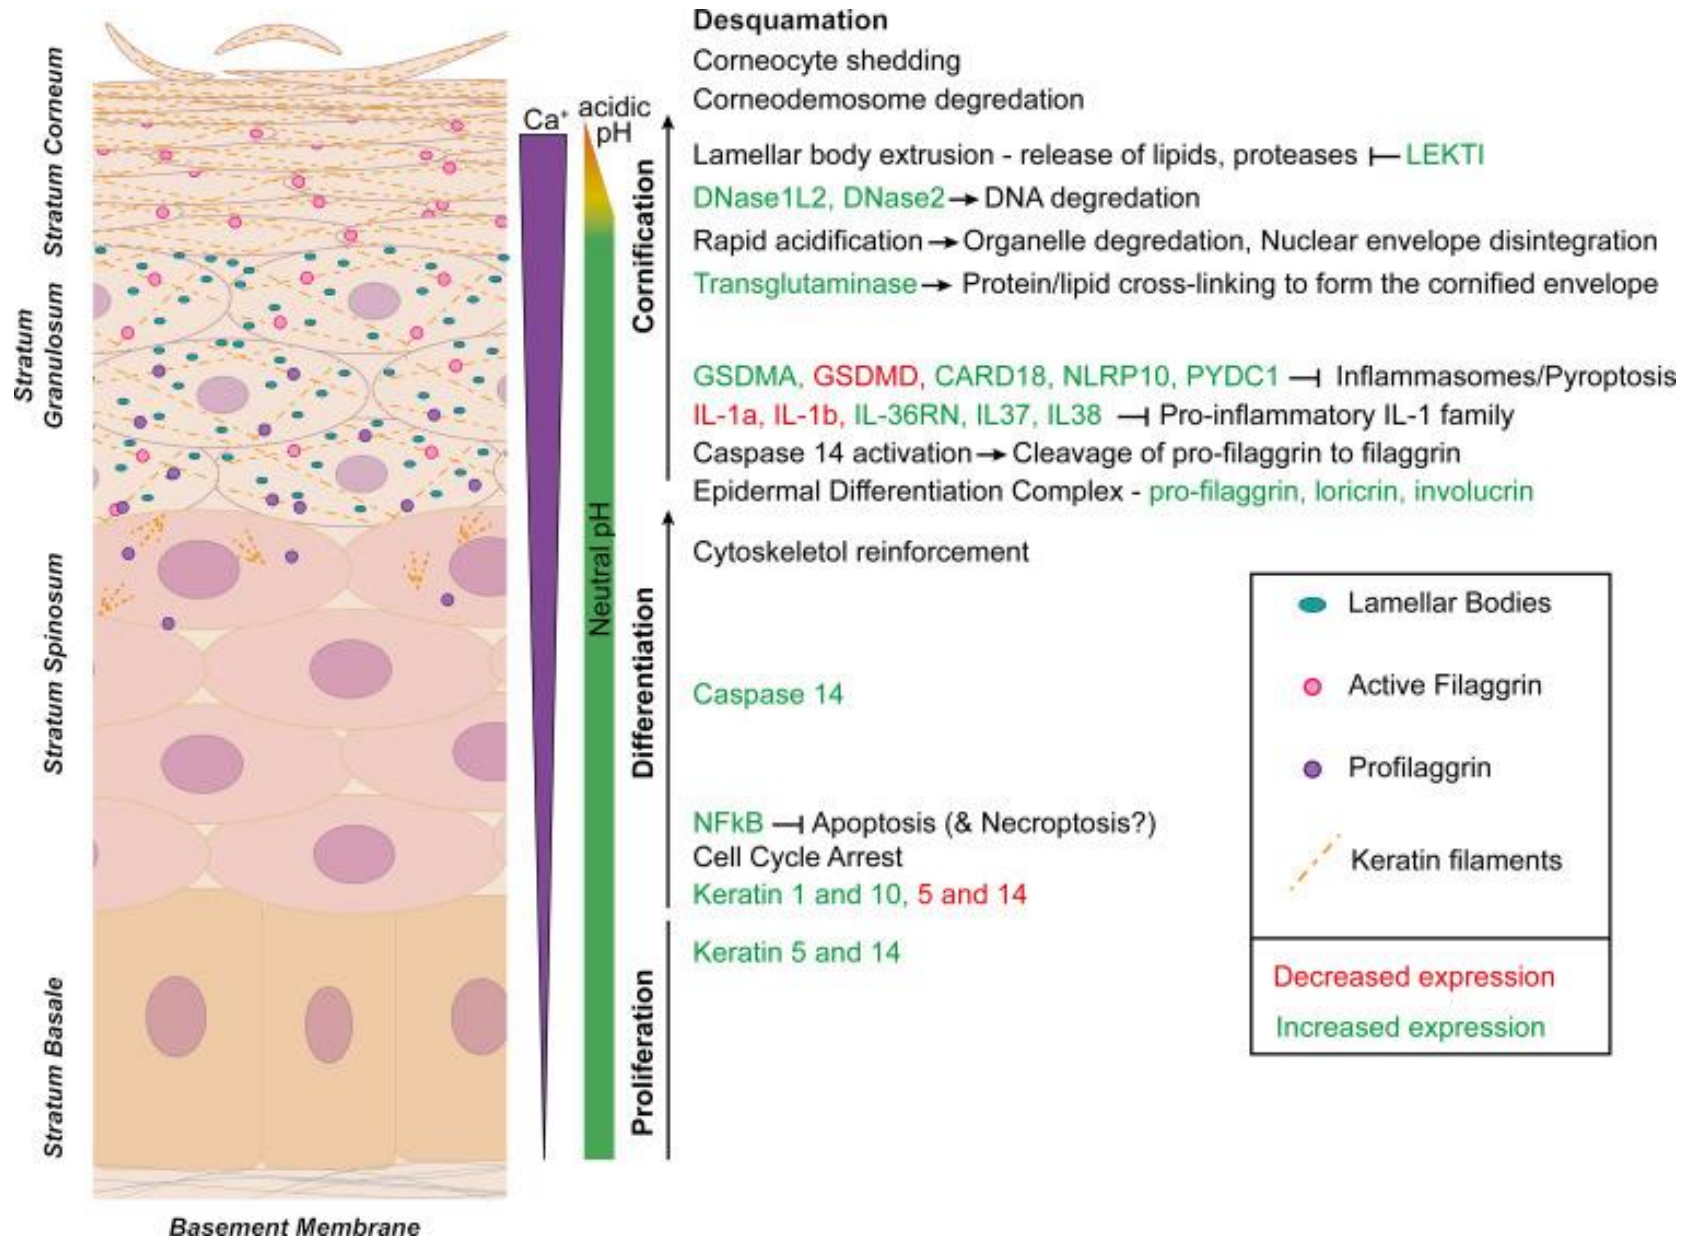 Desquamation
Corneocyte shedding
Corneodemosome degredation
Lamellar body extrusion - release of lipids, proteases ⊢ LEKTI
DNase1L2, DNase2 → DNA degredation
Rapid acidification → Organelle degredation, Nuclear envelope disintegration
Transglutaminase → Protein/lipid cross-linking to form the cornified envelope
GSDMA, GSDMD, CARD18, NLRP10, PYDC1 ⊣ Inflammasomes/Pyroptosis
IL-1a, IL-1b, IL-36RN, IL37, IL38 ⊣ Pro-inflammatory IL-1 family
Caspase 14 activation → Cleavage of pro-filaggrin to filaggrin
Epidermal Differentiation Complex - pro-filaggrin, loricrin, involucrin
Cytoskeletol reinforcement
Caspase 14
NFkB ⊣ Apoptosis (& Necroptosis?)
Cell Cycle Arrest
Keratin 1 and 10, 5 and 14
Keratin 5 and 14
Cornification
Differentiation
Proliferation
Ca⁺
acidic
pH
Neutral pH
Stratum Corneum
Stratum
Granulosum
Stratum Spinosum
Stratum Basale
Basement Membrane
Lamellar Bodies
Active Filaggrin
Profilaggrin
Keratin filaments
Decreased expression
Increased expression